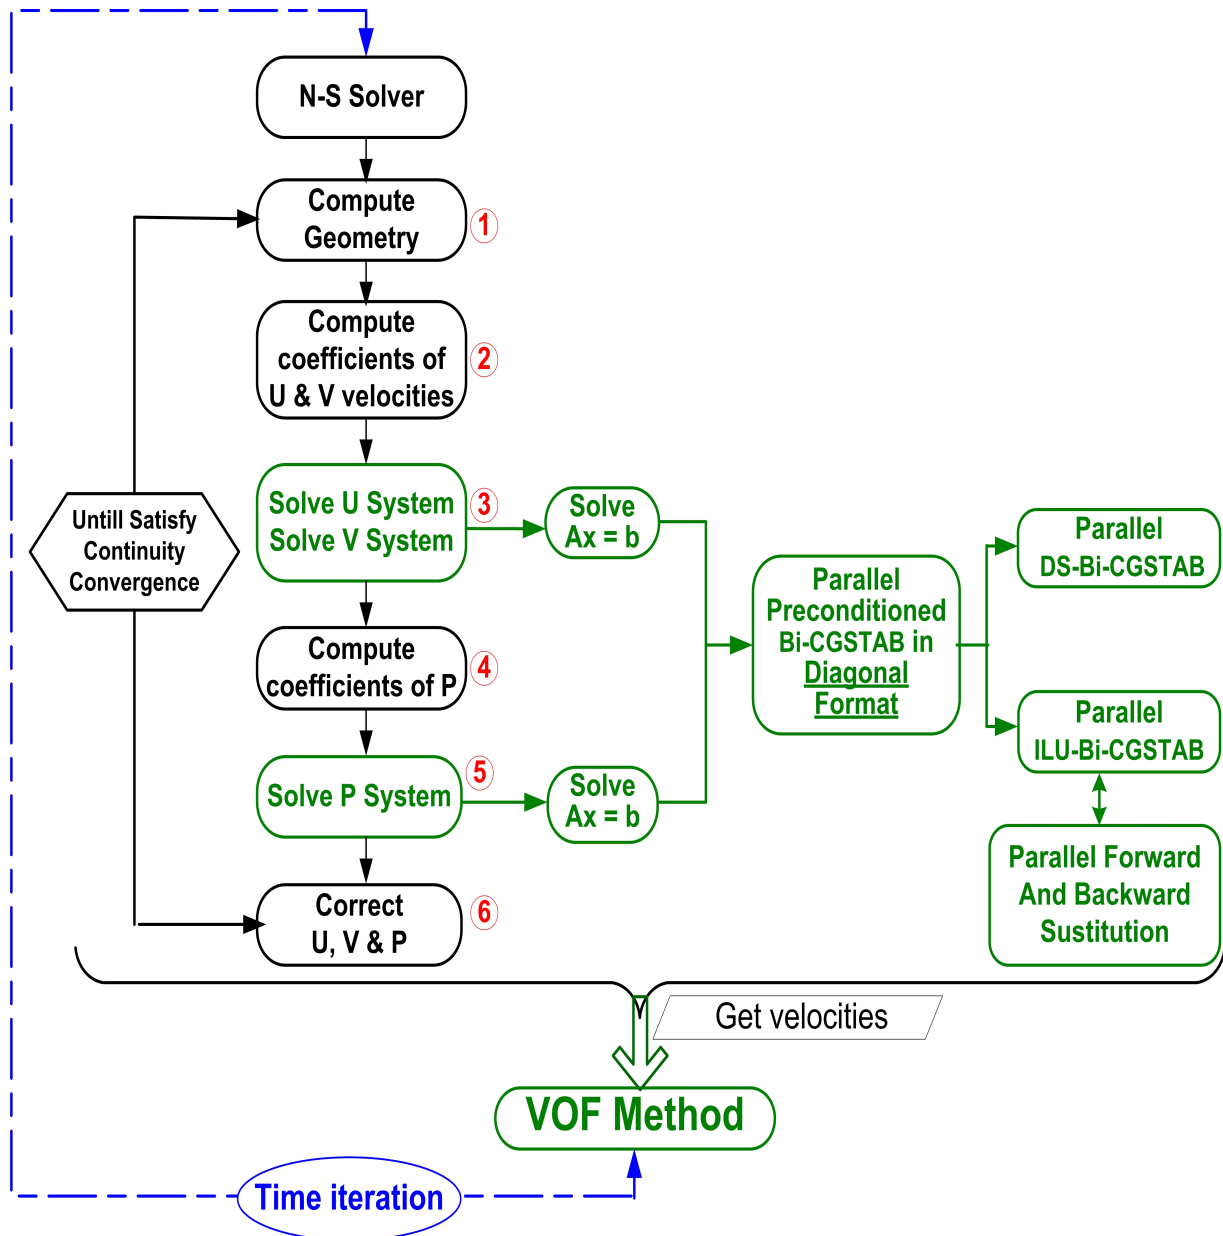 N-S Solver
Compute
Geometry
1
Compute
coefficients of
U & V velocities
2
Solve U System
Solve V System
3
Solve
Ax = b
Untill Satisfy
Continuity
Convergence
Compute
coefficients of P
4
Solve P System
5
Solve
Ax = b
Correct
U, V & P
6
Parallel
Preconditioned
Bi-CGSTAB in
Diagonal
Format
Parallel
DS-Bi-CGSTAB
Parallel
ILU-Bi-CGSTAB
Parallel Forward
And Backward
Sustitution
Get velocities
VOF Method
Time iteration